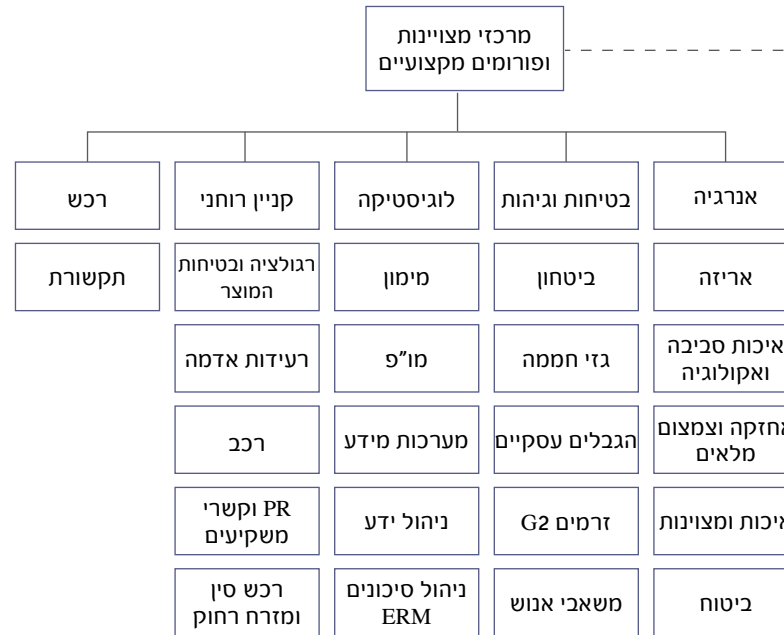 מרכזי מצויינות
ופורומים מקצועיים
אנרגיה
אריזה
איכות סביבה
ואקולוגיה
אחזקה וצמצום
מלאים
איכות ומצוינות
ביטוח
בטיחות וגיהות
ביטחון
גזי חממה
הגבלים עסקיים
זרמים G2
משאבי אנוש
לוגיסטיקה
מימון
מו״פ
מערכות מידע
ניהול ידע
ניהול סיכונים
ERM
קניין רוחני
רגולציה ובטיחות
המוצר
רעידות אדמה
רכב
PR וקשרי
משקיעים
רכש סין
ומזרח רחוק
רכש
תקשורת